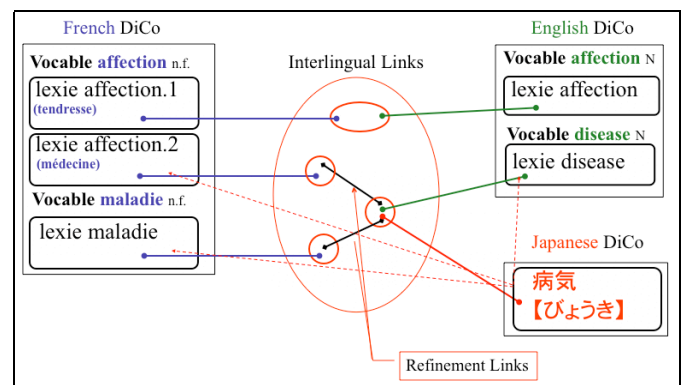 French DiCo
Vocable affection n.f.
lexie affection.1
(tendresse)
lexie affection.2
(médecine)
Vocable maladie n.f.
lexie maladie
Interlingual Links
English DiCo
Vocable affection N
lexie affection
Vocable disease N
lexie disease
Japanese DiCo
病気
【びょうき】
Refinement Links